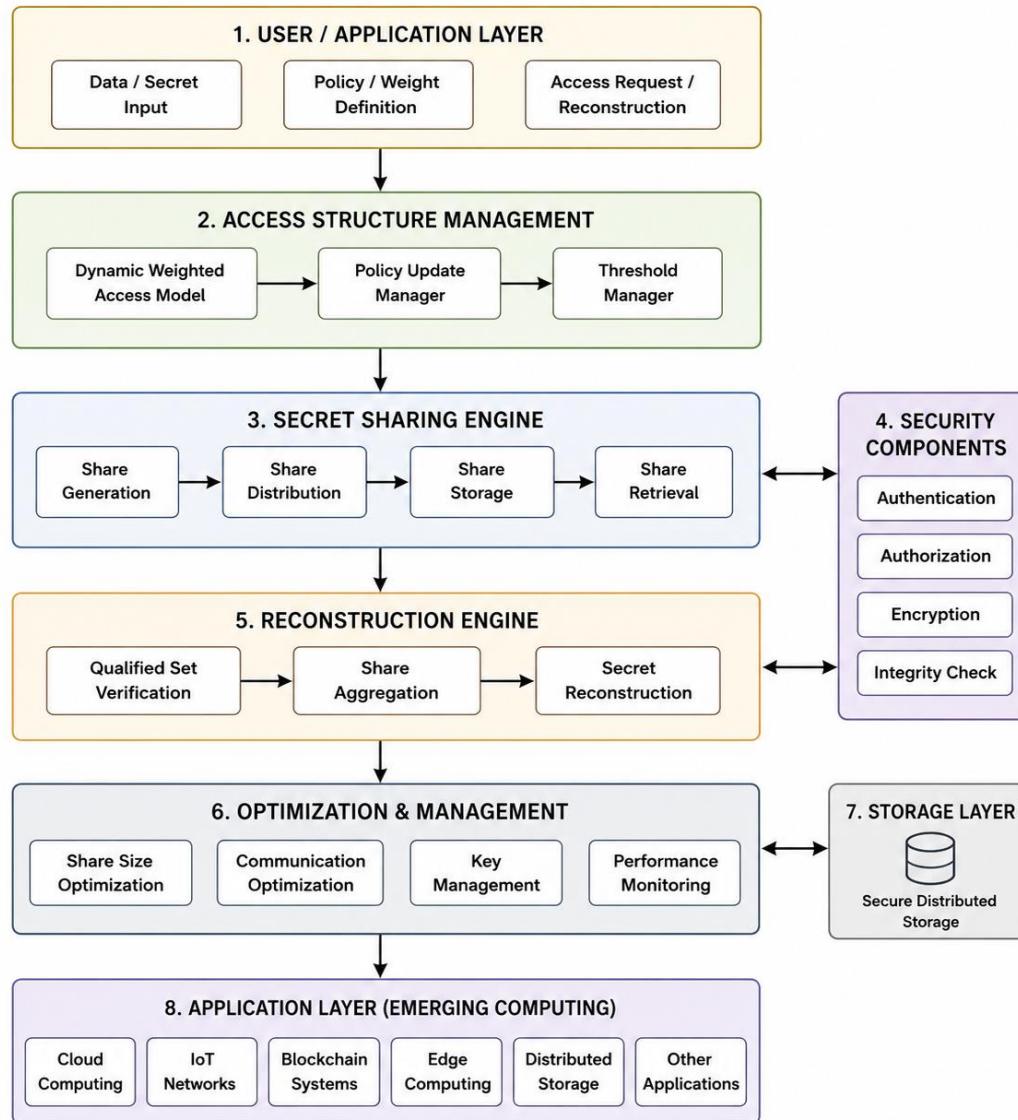 1. USER / APPLICATION LAYER
Data / Secret
Input
Policy / Weight
Definition
Access Request /
Reconstruction
2. ACCESS STRUCTURE MANAGEMENT
Dynamic Weighted
Access Model
Policy Update
Manager
Threshold
Manager
3. SECRET SHARING ENGINE
Share
Generation
Share
Distribution
Share
Storage
Share
Retrieval
4. SECURITY
COMPONENTS
Authentication
Authorization
Encryption
Integrity Check
5. RECONSTRUCTION ENGINE
Qualified Set
Verification
Share
Aggregation
Secret
Reconstruction
6. OPTIMIZATION & MANAGEMENT
Share Size
Optimization
Communication
Optimization
Key
Management
Performance
Monitoring
7. STORAGE LAYER
Secure Distributed
Storage
8. APPLICATION LAYER (EMERGING COMPUTING)
Cloud
Computing
IoT
Networks
Blockchain
Systems
Edge
Computing
Distributed
Storage
Other
Applications